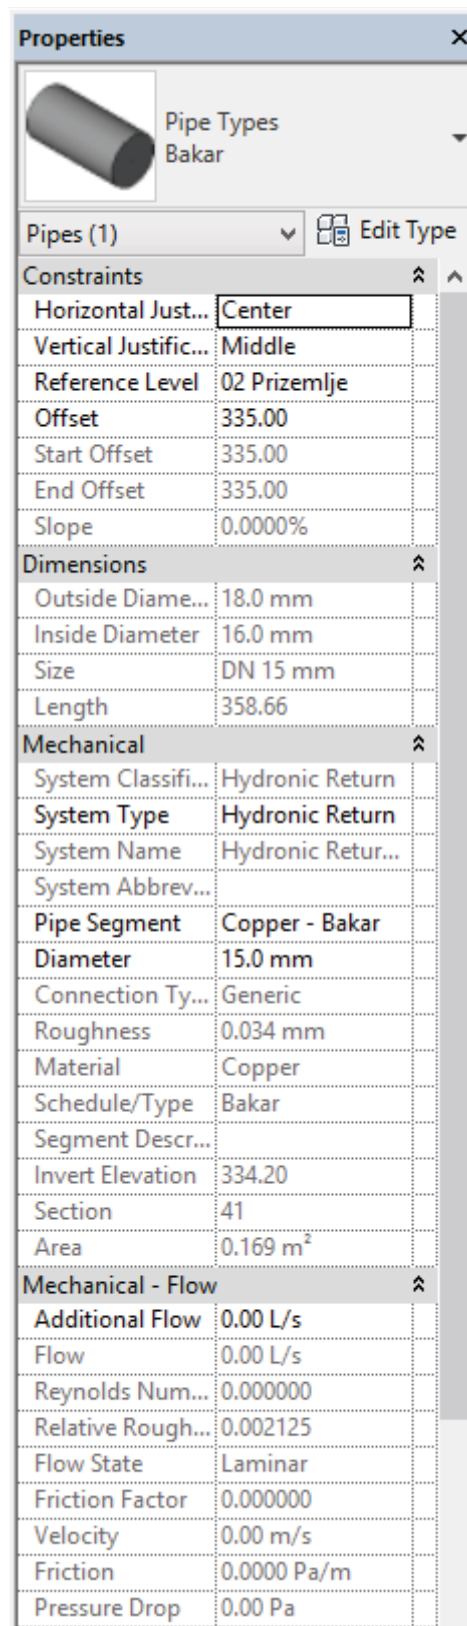 Properties
Pipe Types
Bakar
Pipes (1) Edit Type
Constraints
Horizontal Just... Center
Vertical Justific... Middle
Reference Level 02 Prizemlje
Offset 335.00
Start Offset 335.00
End Offset 335.00
Slope 0.0000%
Dimensions
Outside Diame... 18.0 mm
Inside Diameter 16.0 mm
Size DN 15 mm
Length 358.66
Mechanical
System Classifi... Hydronic Return
System Type Hydronic Return
System Name Hydronic Retur...
System Abbrev...
Pipe Segment Copper - Bakar
Diameter 15.0 mm
Connection Ty... Generic
Roughness 0.034 mm
Material Copper
Schedule/Type Bakar
Segment Descr...
Invert Elevation 334.20
Section 41
Area 0.169 m²
Mechanical - Flow
Additional Flow 0.00 L/s
Flow 0.00 L/s
Reynolds Num... 0.000000
Relative Rough... 0.002125
Flow State Laminar
Friction Factor 0.000000
Velocity 0.00 m/s
Friction 0.0000 Pa/m
Pressure Drop 0.00 Pa